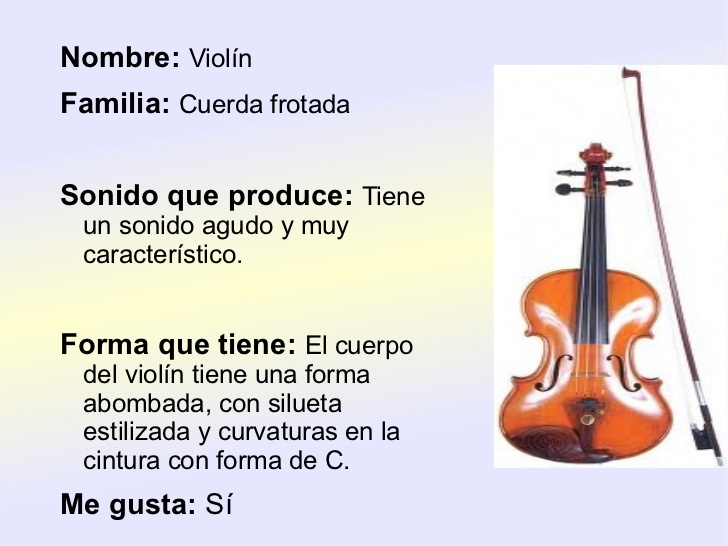 Nombre: Violín
Familia: Cuerda frotada
Sonido que produce: Tiene
un sonido agudo y muy
característico.
Forma que tiene: El cuerpo
del violín tiene una forma
abombada, con silueta
estilizada y curvaturas en la
cintura con forma de C.
Me gusta: Sí